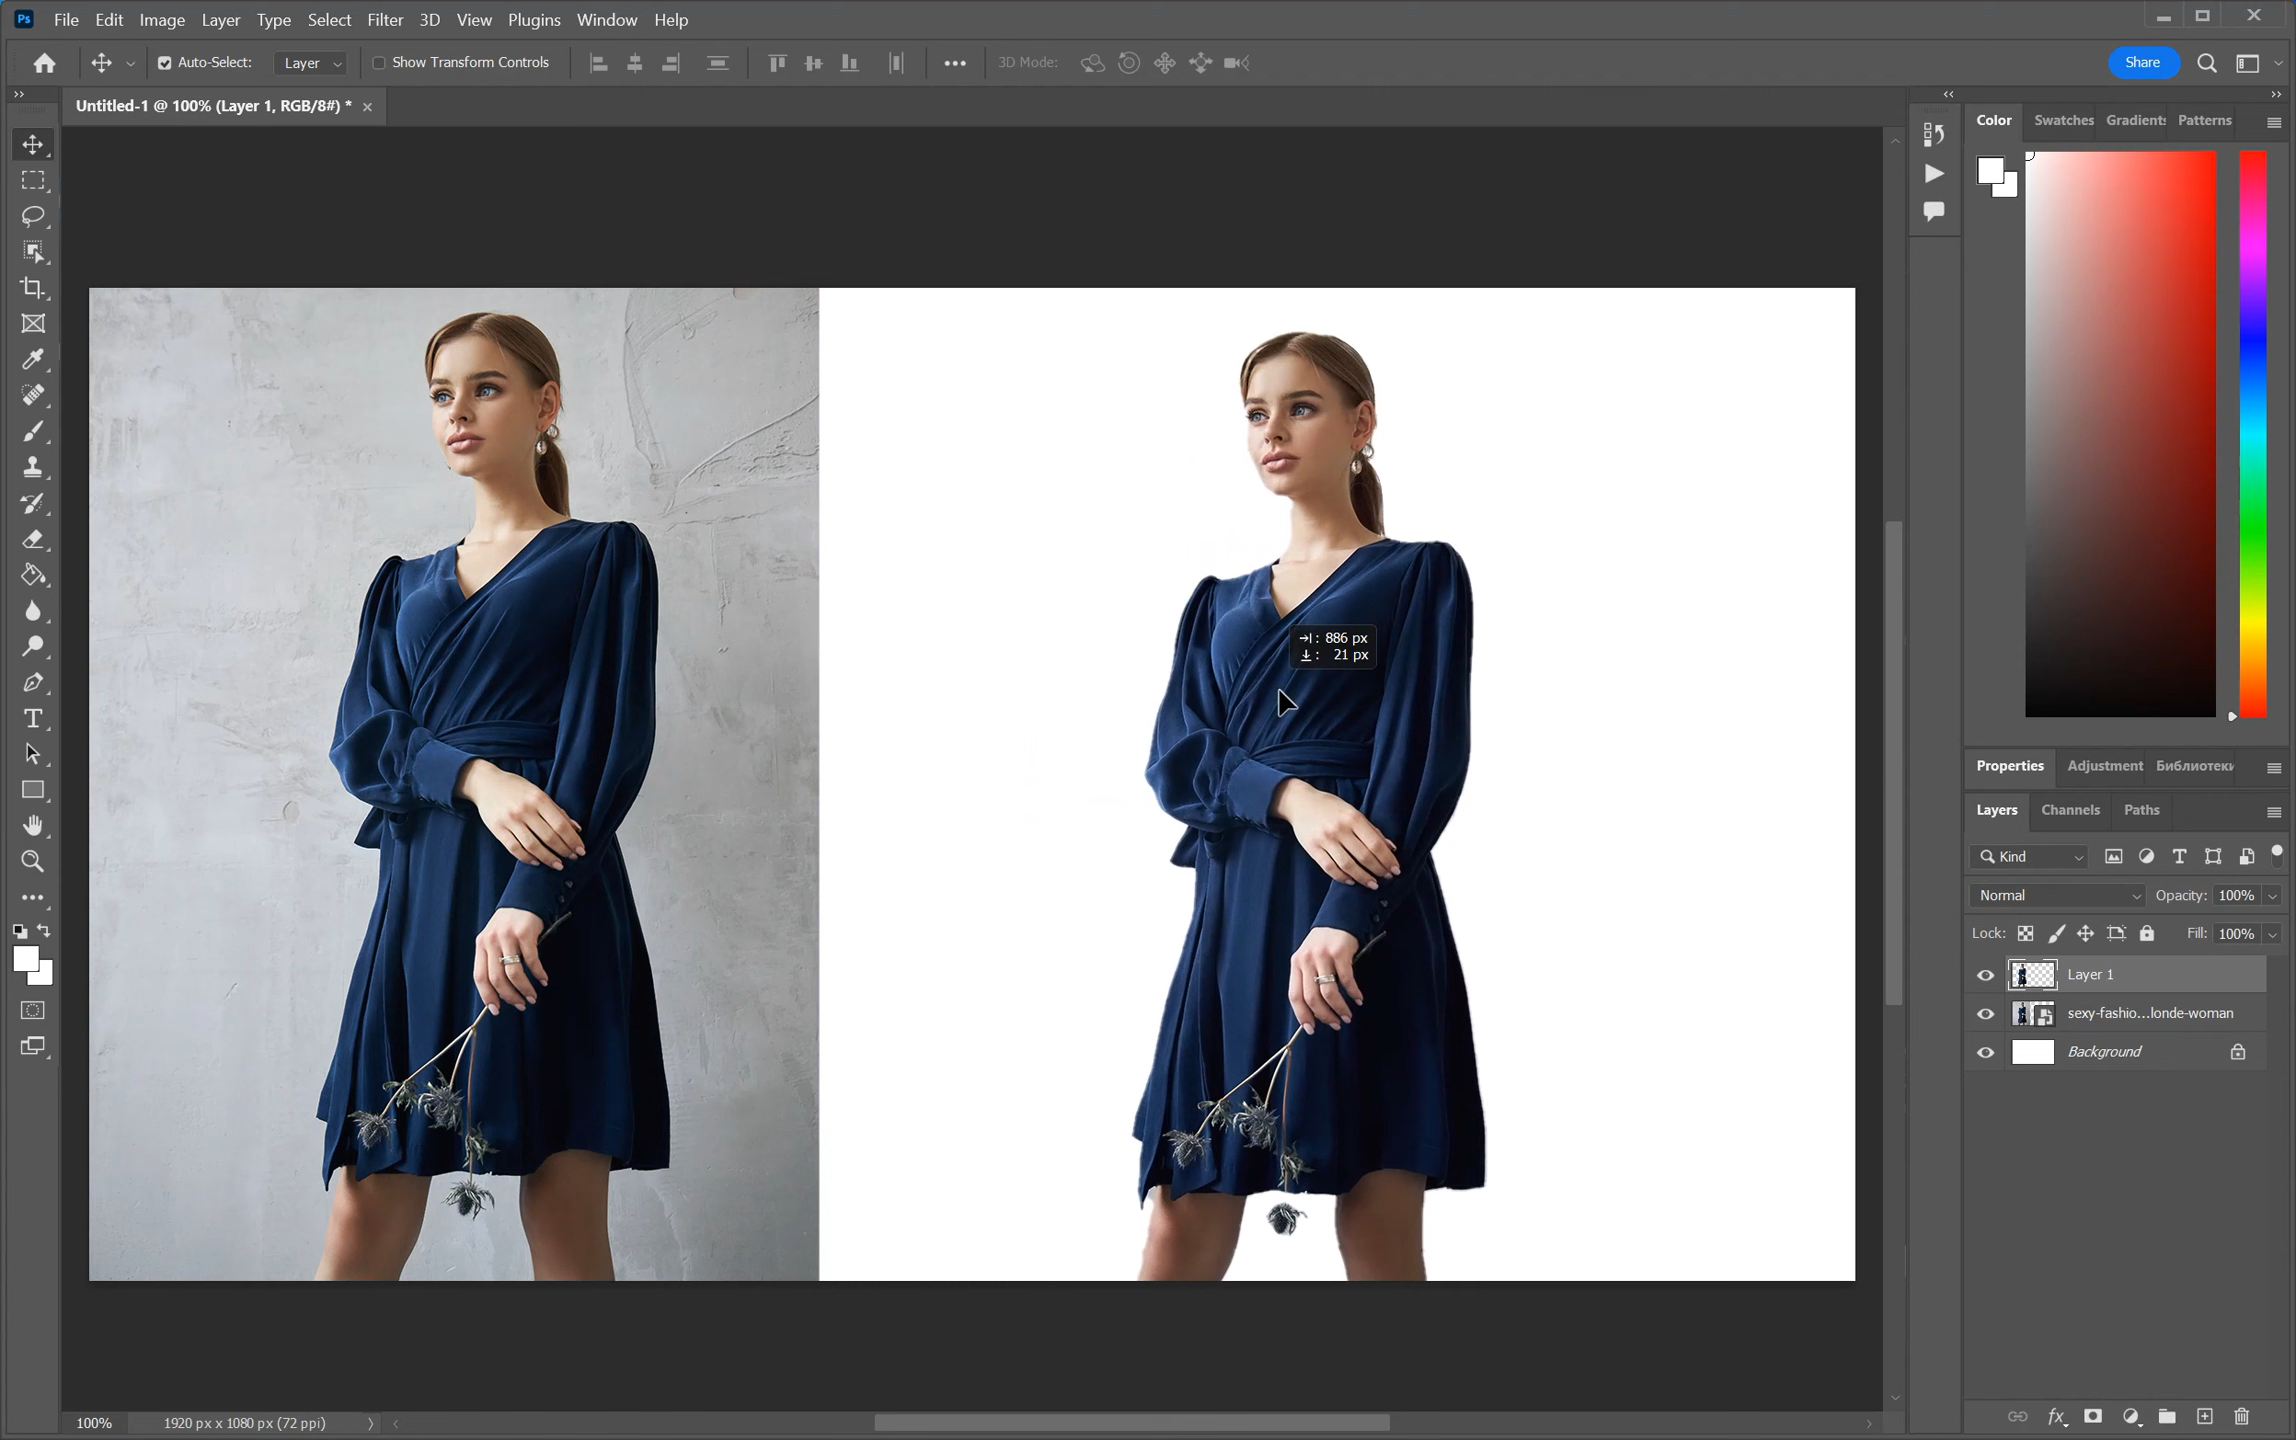 Ps File Edit Image Layer Type Select Filter 3D View Plugins Window Help
Auto-Select: Layer Show Transform Controls 3D Mode: Share
Untitled-1 @ 100% (Layer 1, RGB/8#) *
Color Swatches Gradients Patterns
886 px
21 px
Properties Adjustment Библиотеки
Layers Channels Paths
Kind
Normal Opacity: 100%
Lock: Fill: 100%
Layer 1
sexy-fashio...londe-woman
Background
fx
100% 1920 px x 1080 px (72 ppi)